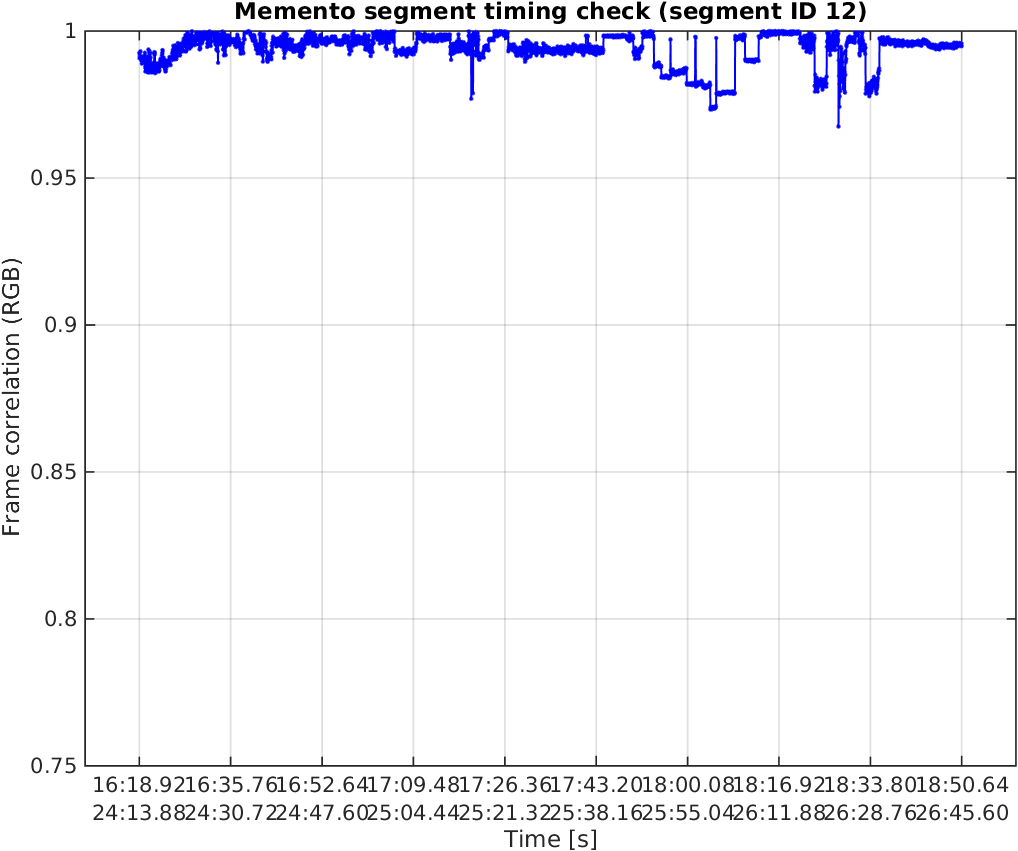 Memento segment timing check (segment ID 12)
1
0.95
0.9
0.85
0.8
0.75
Frame correlation (RGB)
16:18.92 16:35.76 16:52.64 17:09.48 17:26.36 17:43.20 18:00.08 18:16.92 18:33.80 18:50.64
24:13.88 24:30.72 24:47.60 25:04.44 25:21.32 25:38.16 25:55.04 26:11.88 26:28.76 26:45.60
Time [s]